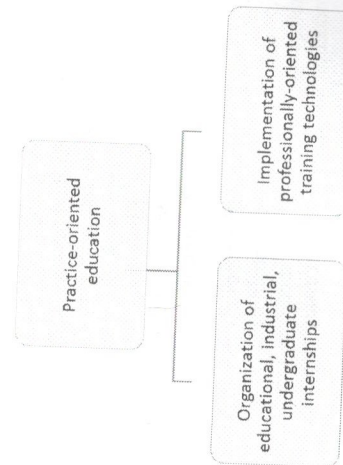 Practice-oriented
education
Organization of
educational, industrial,
undergraduate
internships
Implementation of
professionally-oriented
training technologies